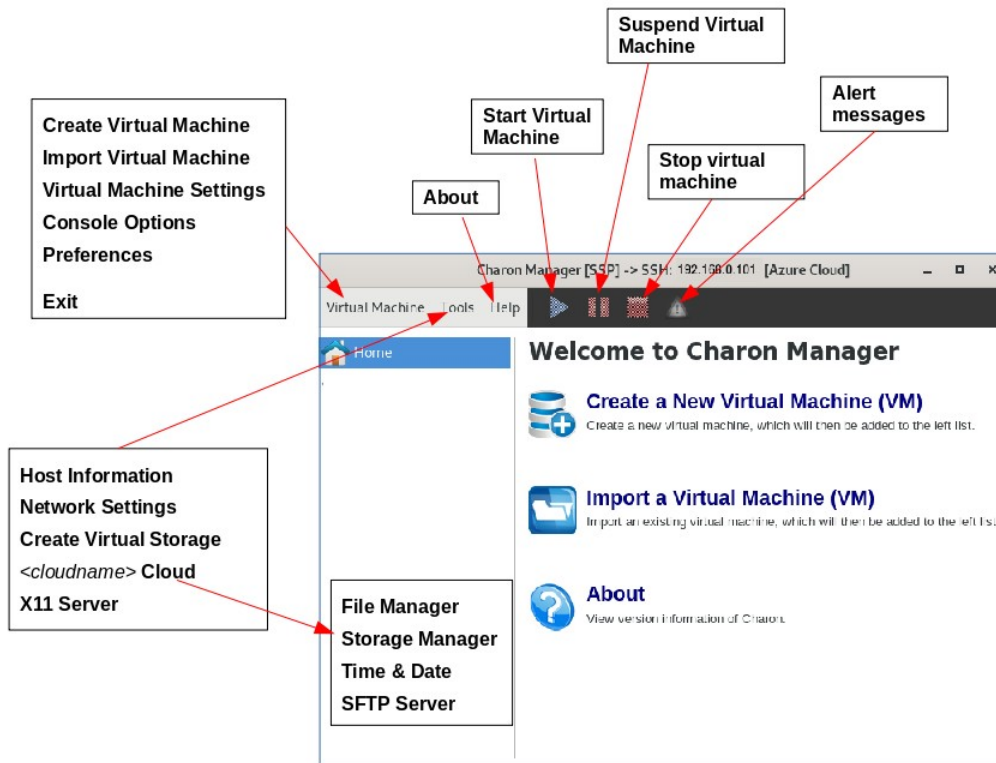 Suspend Virtual
Machine
Alert
messages
Start Virtual
Machine
Stop virtual
machine
About
Create Virtual Machine
Import Virtual Machine
Virtual Machine Settings
Console Options
Preferences
Exit
Charon Manager [SSP] -> SSH: 192.168.0.101 [Azure Cloud]
Virtual Machine Tools Help
Home
Welcome to Charon Manager
Create a New Virtual Machine (VM)
Create a new virtual machine, which will then be added to the left list.
Import a Virtual Machine (VM)
Import an existing virtual machine, which will then be added to the left list
About
View version information of Charon.
Host Information
Network Settings
Create Virtual Storage
<cloudname> Cloud
X11 Server
File Manager
Storage Manager
Time & Date
SFTP Server